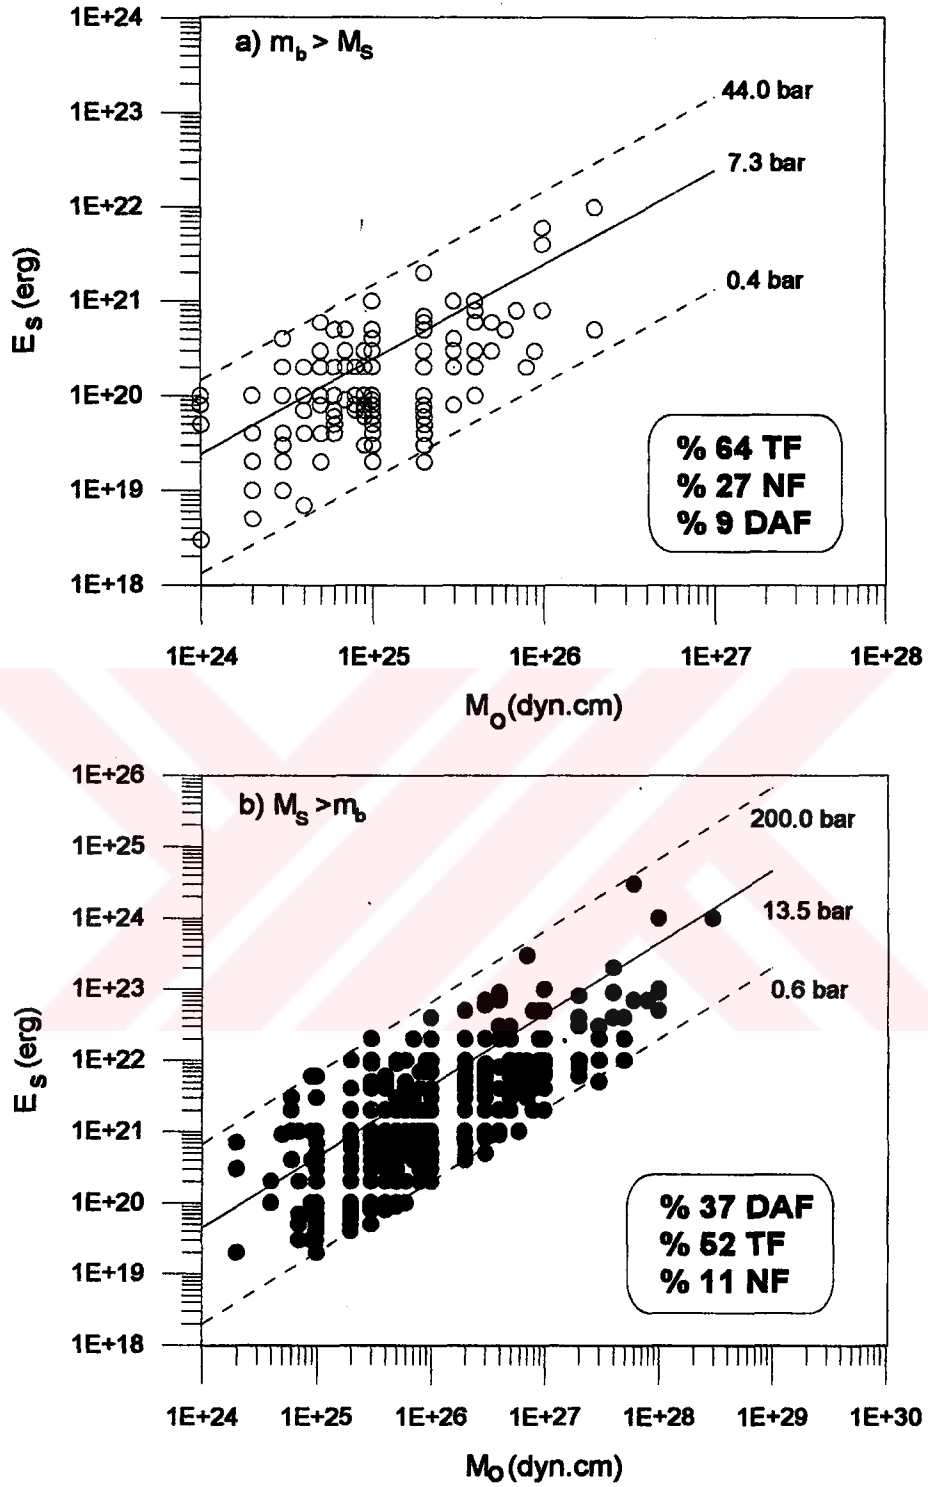 1E+24
a) m_b > M_S
1E+23
44.0 bar
7.3 bar
1E+22
E_S (erg)
0.4 bar
1E+21
1E+20
% 64 TF
% 27 NF
% 9 DAF
1E+19
1E+18
1E+24 1E+25 1E+26 1E+27 1E+28
M_O (dyn.cm)
1E+26
b) M_S > m_b
200.0 bar
1E+25
13.5 bar
1E+24
0.6 bar
1E+23
E_S (erg)
1E+22
1E+21
1E+20
% 37 DAF
% 52 TF
% 11 NF
1E+19
1E+18
1E+24 1E+25 1E+26 1E+27 1E+28 1E+29 1E+30
M_O (dyn.cm)